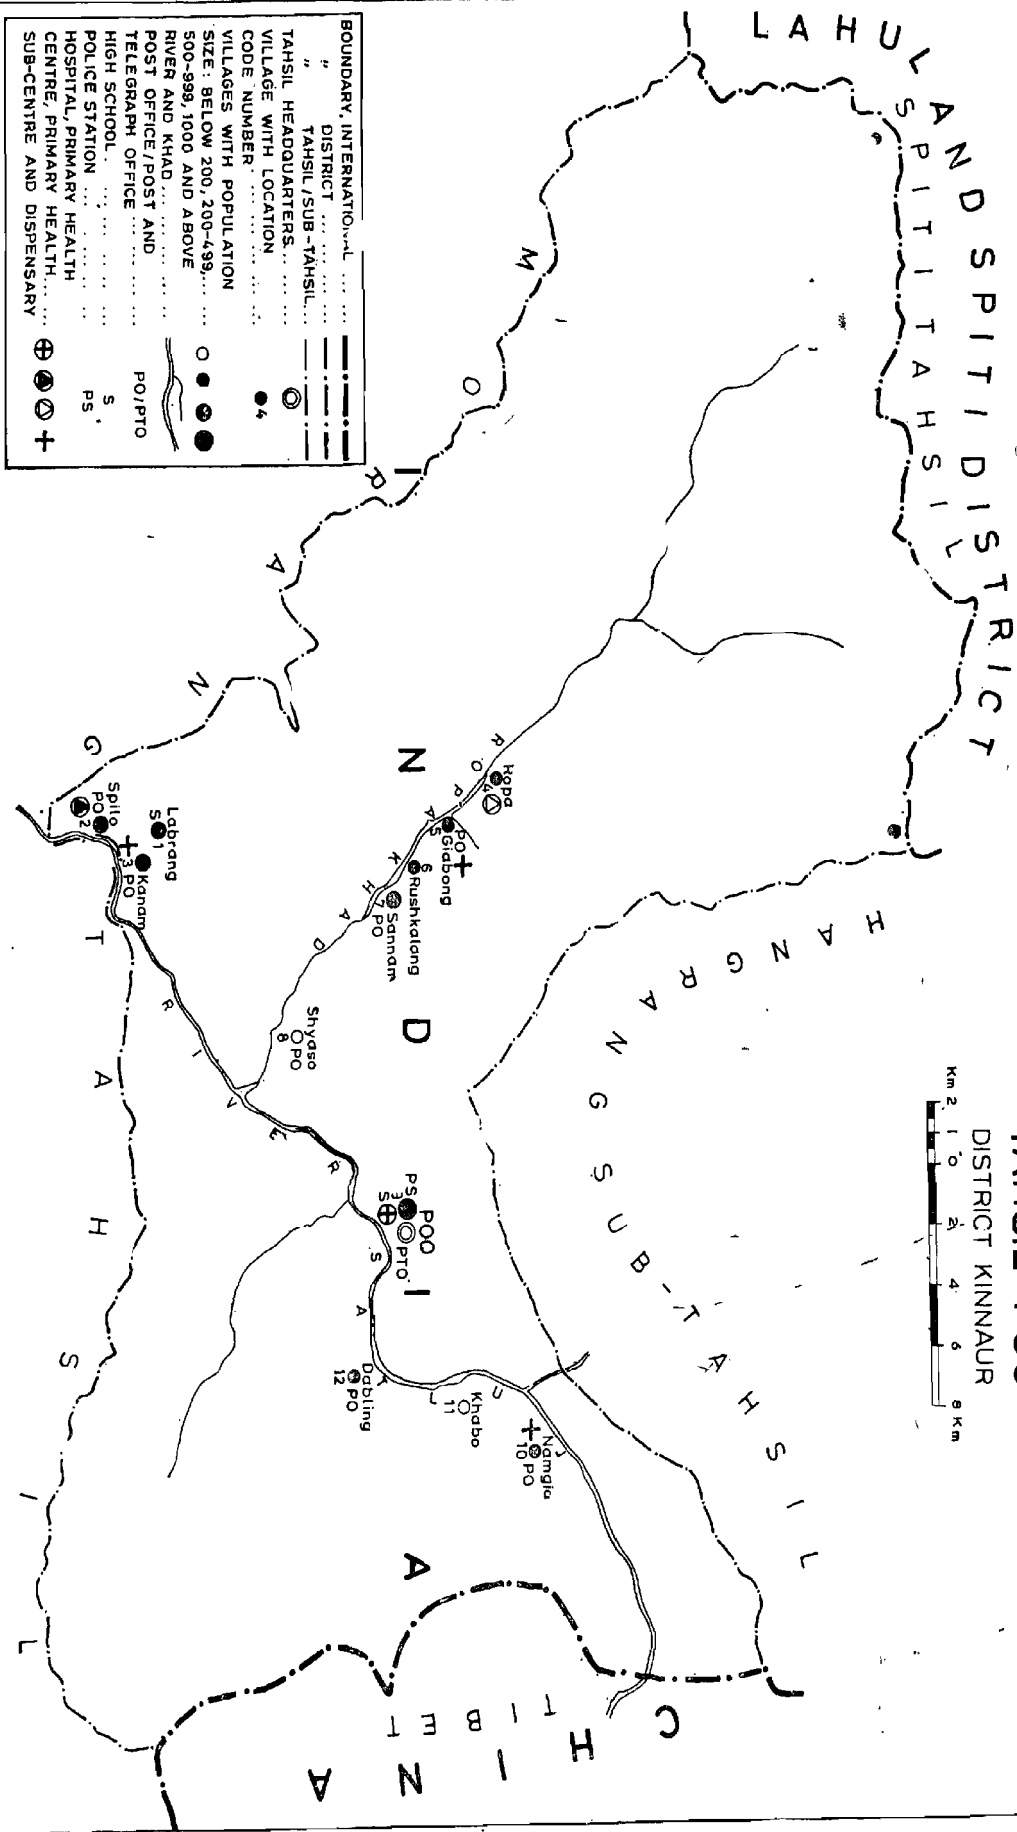 DISTRICT KINNAUR
Km 2 1 0 2 4 6 8 Km
LAHUL AND SPITI DISTRICT
SPITI TAHSIL
HANGRANG SUB-TAHSIL
CHINA
TIBET
INDIA
MORANG TAHSIL
ROPA KHAD
SATLUJ RIVER
Ropa
4
PO
Giabong
5
6
Rushkalang
Sannam
7 PO
Shyaso
8 PO
Labrang
S 1
Spilo
PO 2
Kanam
3 PO
POO
PS
3
S
PTO
Dabling
12 PO
Khabo
11
Namgia
10 PO
BOUNDARY, INTERNATIONAL ... ...
" DISTRICT ... ... ...
" TAHSIL/SUB-TAHSIL...
TAHSIL HEADQUARTERS... ... ...
VILLAGE WITH LOCATION
CODE NUMBER ... ... ... ... 4
VILLAGES WITH POPULATION
SIZE: BELOW 200, 200-499, ... ...
500-999, 1000 AND ABOVE
RIVER AND KHAD ... ... ... ...
POST OFFICE/POST AND
TELEGRAPH OFFICE ... ... ... PO/PTO
HIGH SCHOOL. ... ... ... ... S
POLICE STATION ... ... ... ... PS
HOSPITAL, PRIMARY HEALTH
CENTRE, PRIMARY HEALTH ... ...
SUB-CENTRE AND DISPENSARY